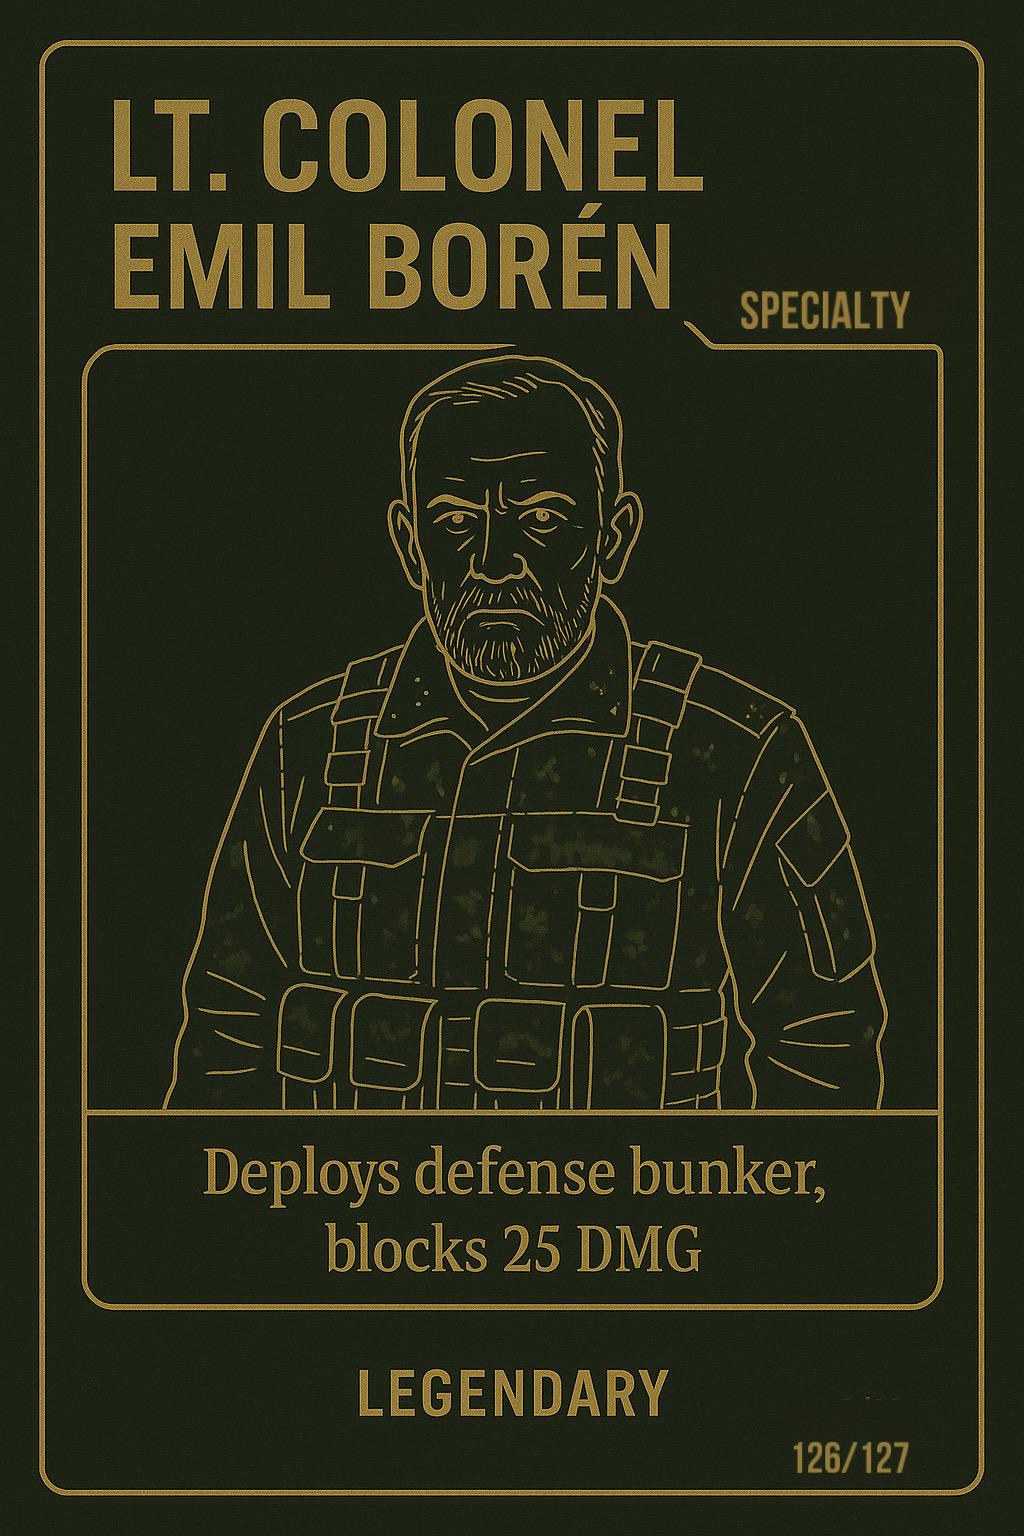 LT. COLONEL
EMIL BORÉN
SPECIALTY
Deploys defense bunker,
blocks 25 DMG
LEGENDARY
126/127